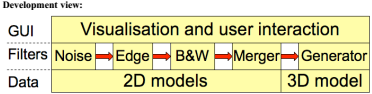 Development view:
GUI Visualisation and user interaction
Filters Noise Edge B&W Merger Generator
Data 2D models 3D model